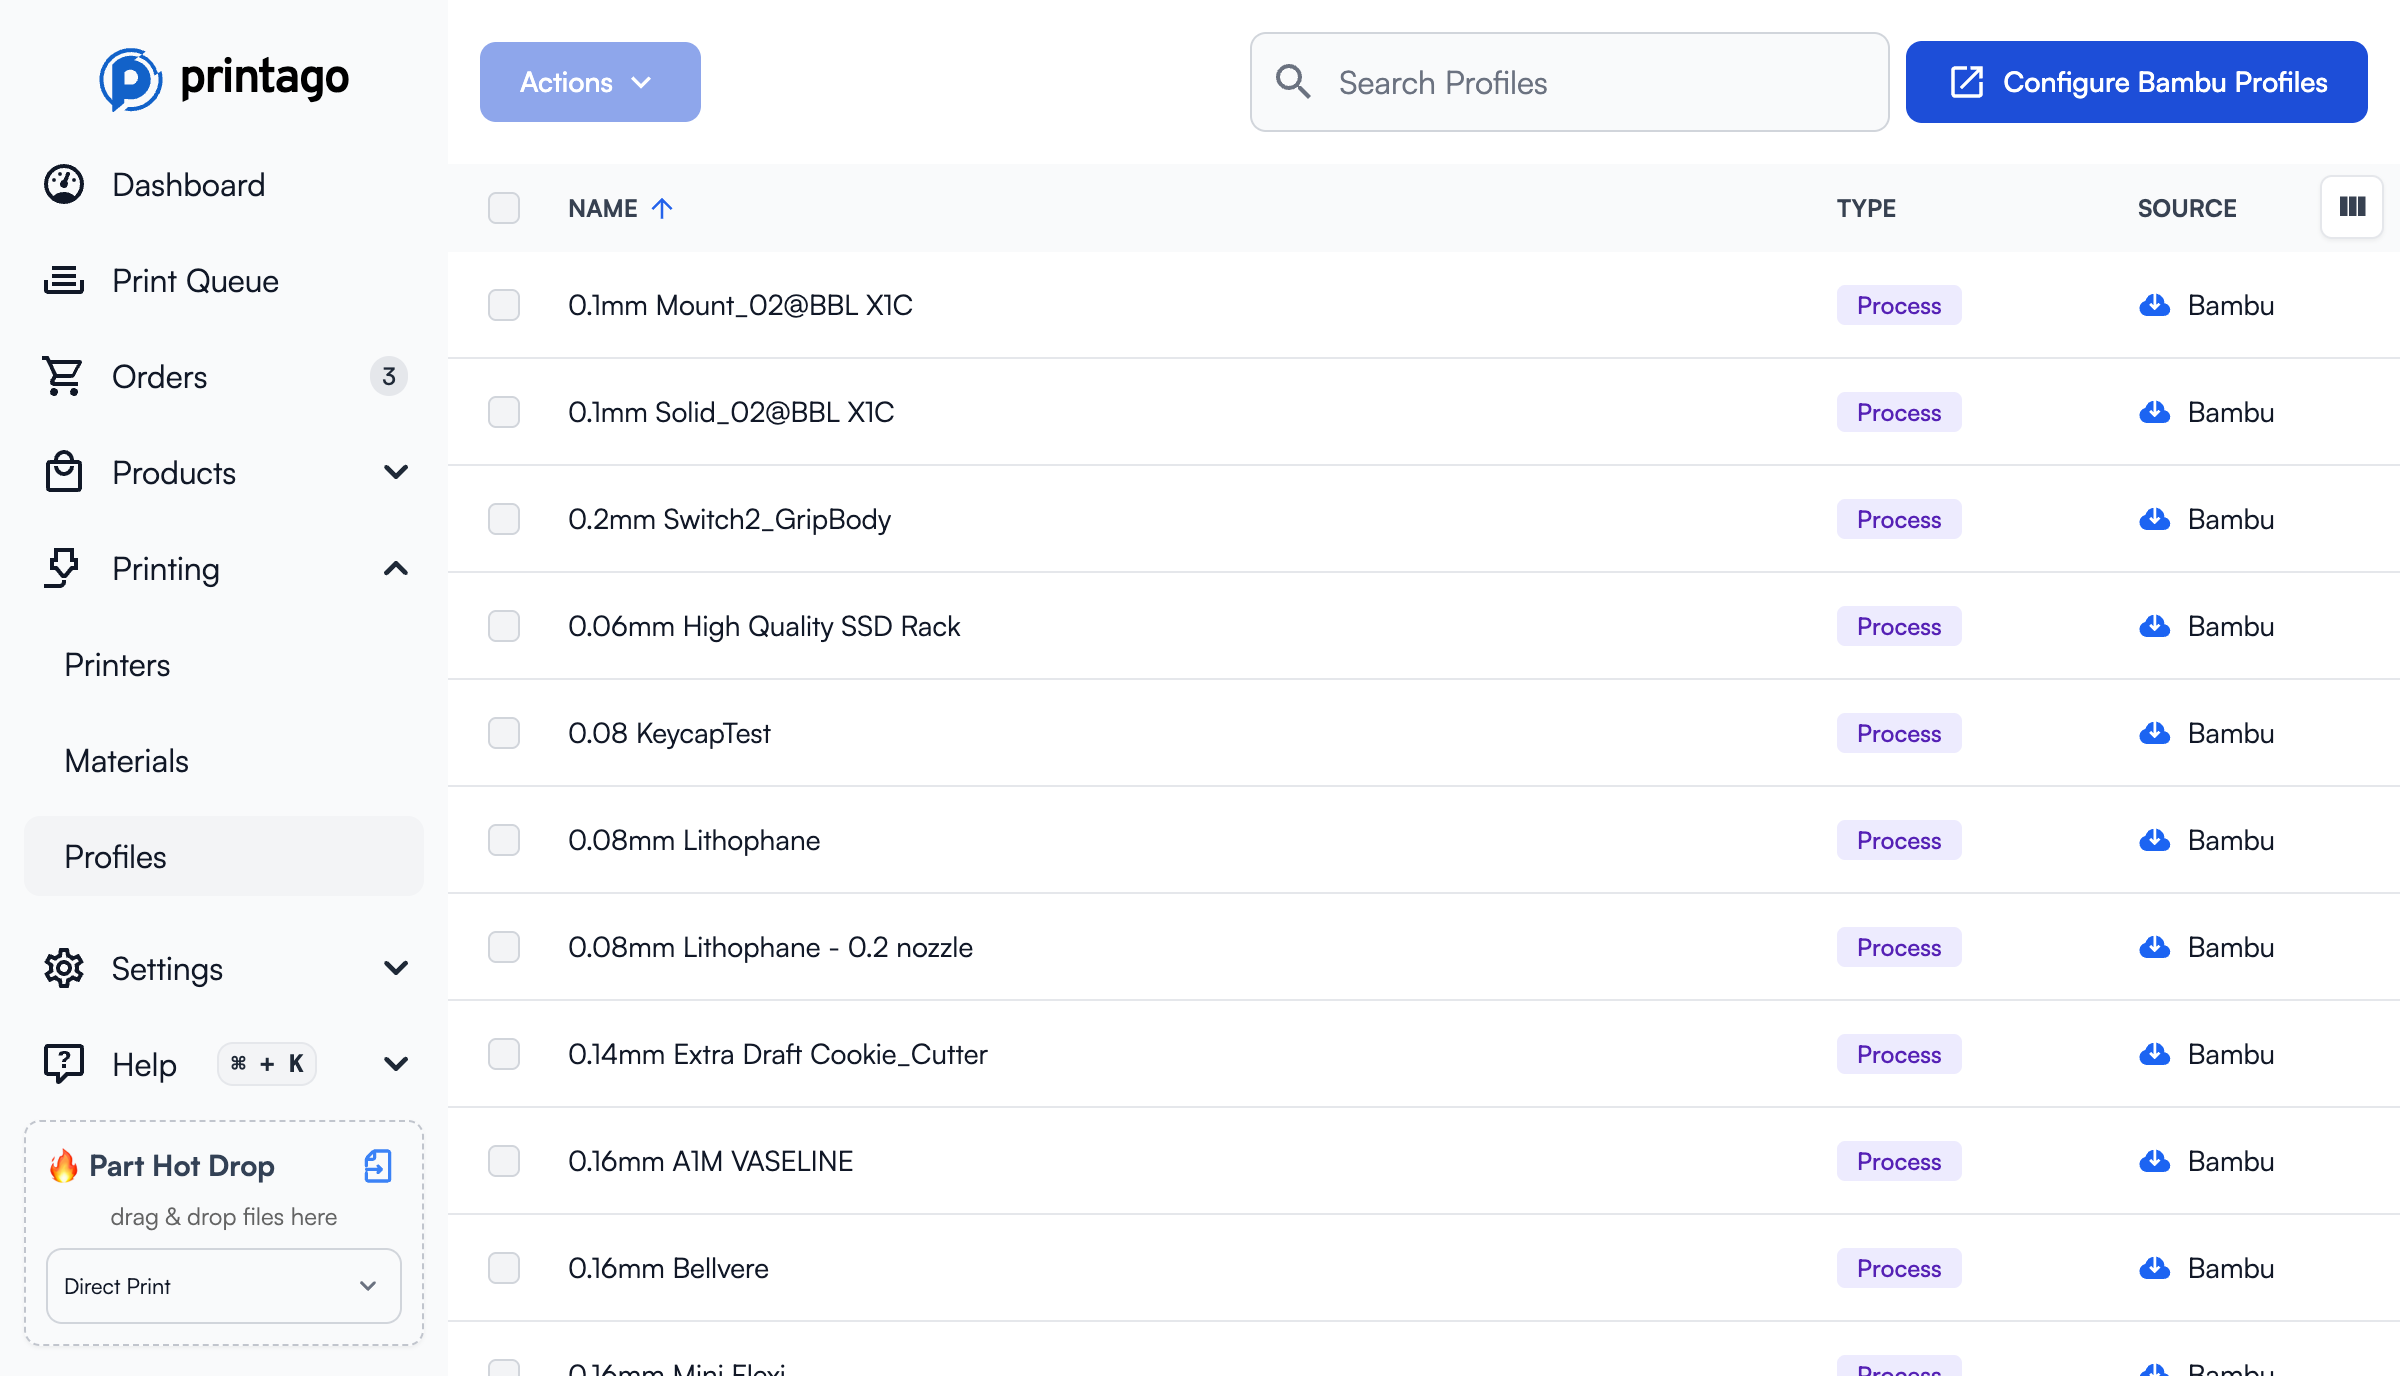 printago
Actions
Search Profiles
Configure Bambu Profiles
Dashboard
Print Queue
Orders 3
Products
Printing
Printers
Materials
Profiles
Settings
Help ⌘ + K
🔥 Part Hot Drop
drag & drop files here
Direct Print
NAME TYPE SOURCE
0.1mm Mount_02@BBL X1C Process Bambu
0.1mm Solid_02@BBL X1C Process Bambu
0.2mm Switch2_GripBody Process Bambu
0.06mm High Quality SSD Rack Process Bambu
0.08 KeycapTest Process Bambu
0.08mm Lithophane Process Bambu
0.08mm Lithophane - 0.2 nozzle Process Bambu
0.14mm Extra Draft Cookie_Cutter Process Bambu
0.16mm A1M VASELINE Process Bambu
0.16mm Bellvere Process Bambu
0.16mm Mini Flexi Process Bambu